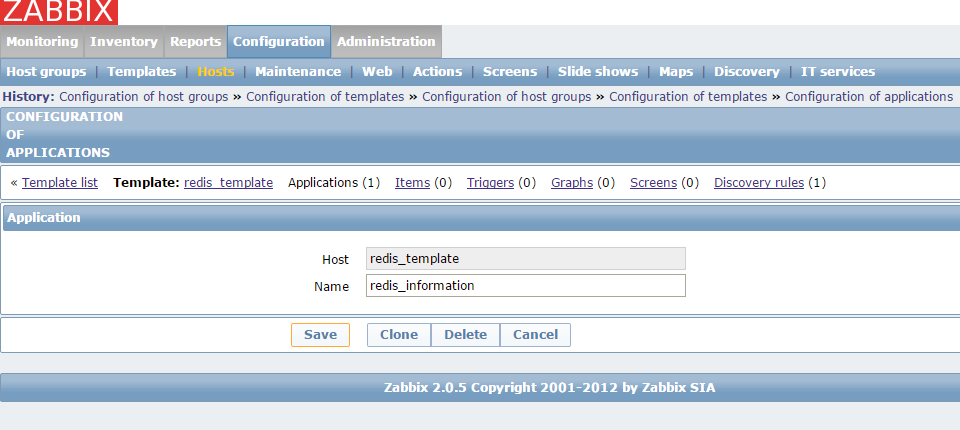 ZABBIX
Monitoring Inventory Reports Configuration Administration
Host groups | Templates | Hosts | Maintenance | Web | Actions | Screens | Slide shows | Maps | Discovery | IT services
History: Configuration of host groups » Configuration of templates » Configuration of host groups » Configuration of templates » Configuration of applications
CONFIGURATION
OF
APPLICATIONS
« Template list Template: redis_template Applications (1) Items (0) Triggers (0) Graphs (0) Screens (0) Discovery rules (1)
Application
Host redis_template
Name redis_information
Save Clone Delete Cancel
Zabbix 2.0.5 Copyright 2001-2012 by Zabbix SIA